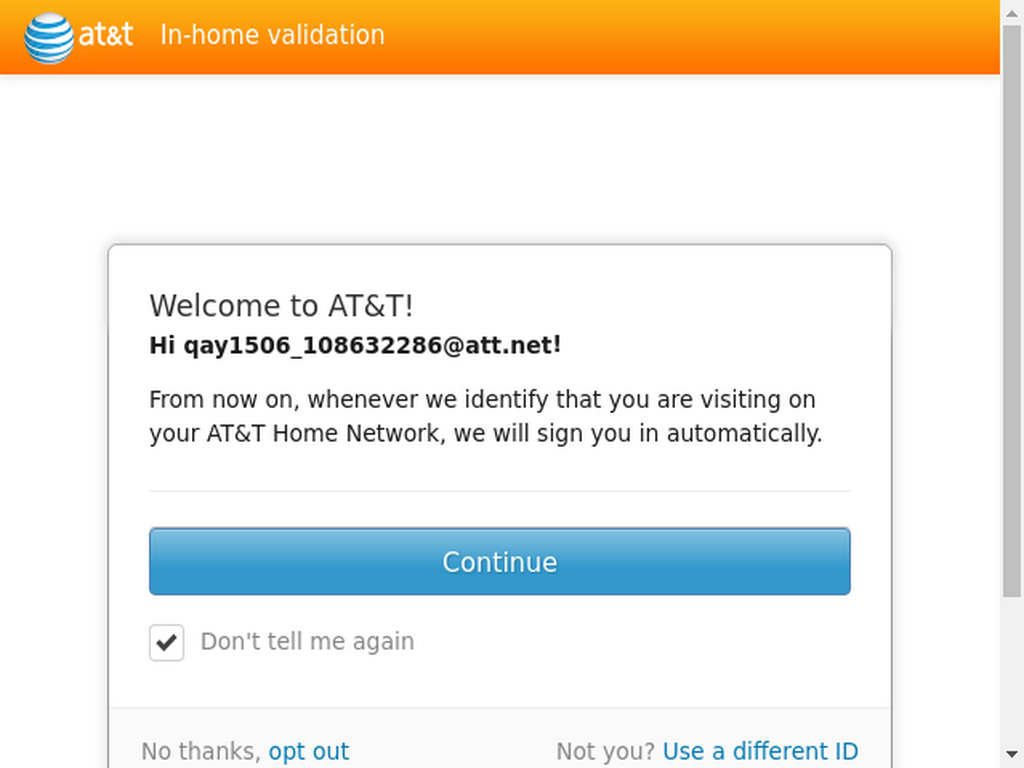 at&t In-home validation
Welcome to AT&T!
Hi qay1506_108632286@att.net!
From now on, whenever we identify that you are visiting on
your AT&T Home Network, we will sign you in automatically.
Continue
Don't tell me again
No thanks, opt out Not you? Use a different ID